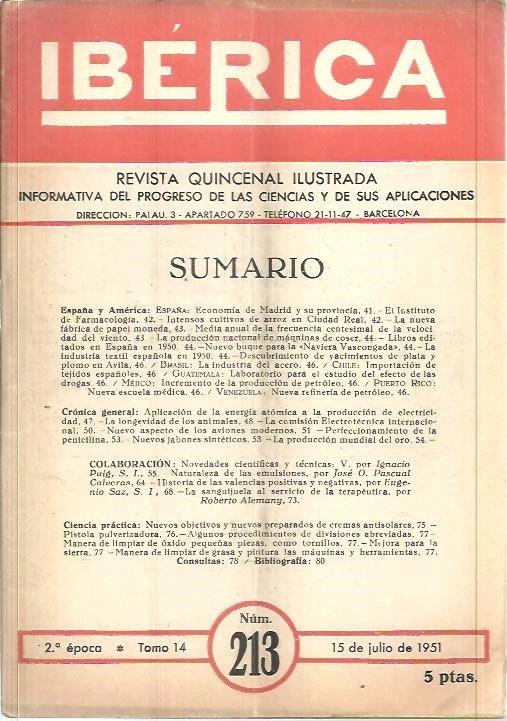 IBÉRICA
REVISTA QUINCENAL ILUSTRADA
INFORMATIVA DEL PROGRESO DE LAS CIENCIAS Y DE SUS APLICACIONES
DIRECCION: PALAU. 3 - APARTADO 759 - TELÉFONO 21-11-47 - BARCELONA
SUMARIO
España y América: ESPAÑA: Economía de Madrid y su provincia, 41. — El Instituto
de Farmacología, 42. — Intensos cultivos de arroz en Ciudad Real, 42. — La nueva
fábrica de papel moneda, 43. — Media anual de la frecuencia centesimal de la veloci-
dad del viento. 43 — La producción nacional de máquinas de coser, 44. — Libros edi-
tados en España en 1950. 44. — Nuevo buque para la «Naviera Vascongada», 44. — La
industria textil española en 1950. 44. — Descubrimiento de yacimientos de plata y
plomo en Avila, 46. / BRASIL: La industria del acero, 46. / CHILE: Importación de
tejidos españoles, 46 / GUATEMALA: Laboratorio para el estudio del efecto de las
drogas. 46. / MÉJICO: Incremento de la producción de petróleo, 46. / PUERTO RICO:
Nueva escuela médica. 46. / VENEZUELA: Nueva refinería de petróleo, 46.
Crónica general: Aplicación de la energía atómica a la producción de electrici-
dad, 47. — La longevidad de los animales, 48 — La comisión Electrotécnica internacio-
nal, 50. — Nuevo aspecto de los aviones modernos, 51 — Perfeccionamiento de la
penicilina, 53. — Nuevos jabones sintéticos, 53 — La producción mundial del oro, 54. —
COLABORACIÓN: Novedades científicas y técnicas: V. por Ignacio
Puig, S. I., 55. — Naturaleza de las emulsiones, por José O. Pascual
Calveras, 64 — Historia de las valencias positivas y negativas, por Euge-
nio Saz, S. I, 68. — La sanguijuela al servicio de la terapéutica, por
Roberto Alemany, 73.
Ciencia práctica: Nuevos objetivos y nuevos preparados de cremas antisolares, 75 —
Pistola pulverizadora, 76. — Algunos procedimientos de divisiones abreviadas, 77 —
Manera de limpiar de óxido pequeñas piezas, como tornillos, 77. — Mejora para la
sierra, 77 — Manera de limpiar de grasa y pintura las máquinas y herramientas, 77.
Consultas: 78 / Bibliografía: 80
Núm.
2.ª época * Tomo 14
213
15 de julio de 1951
5 ptas.